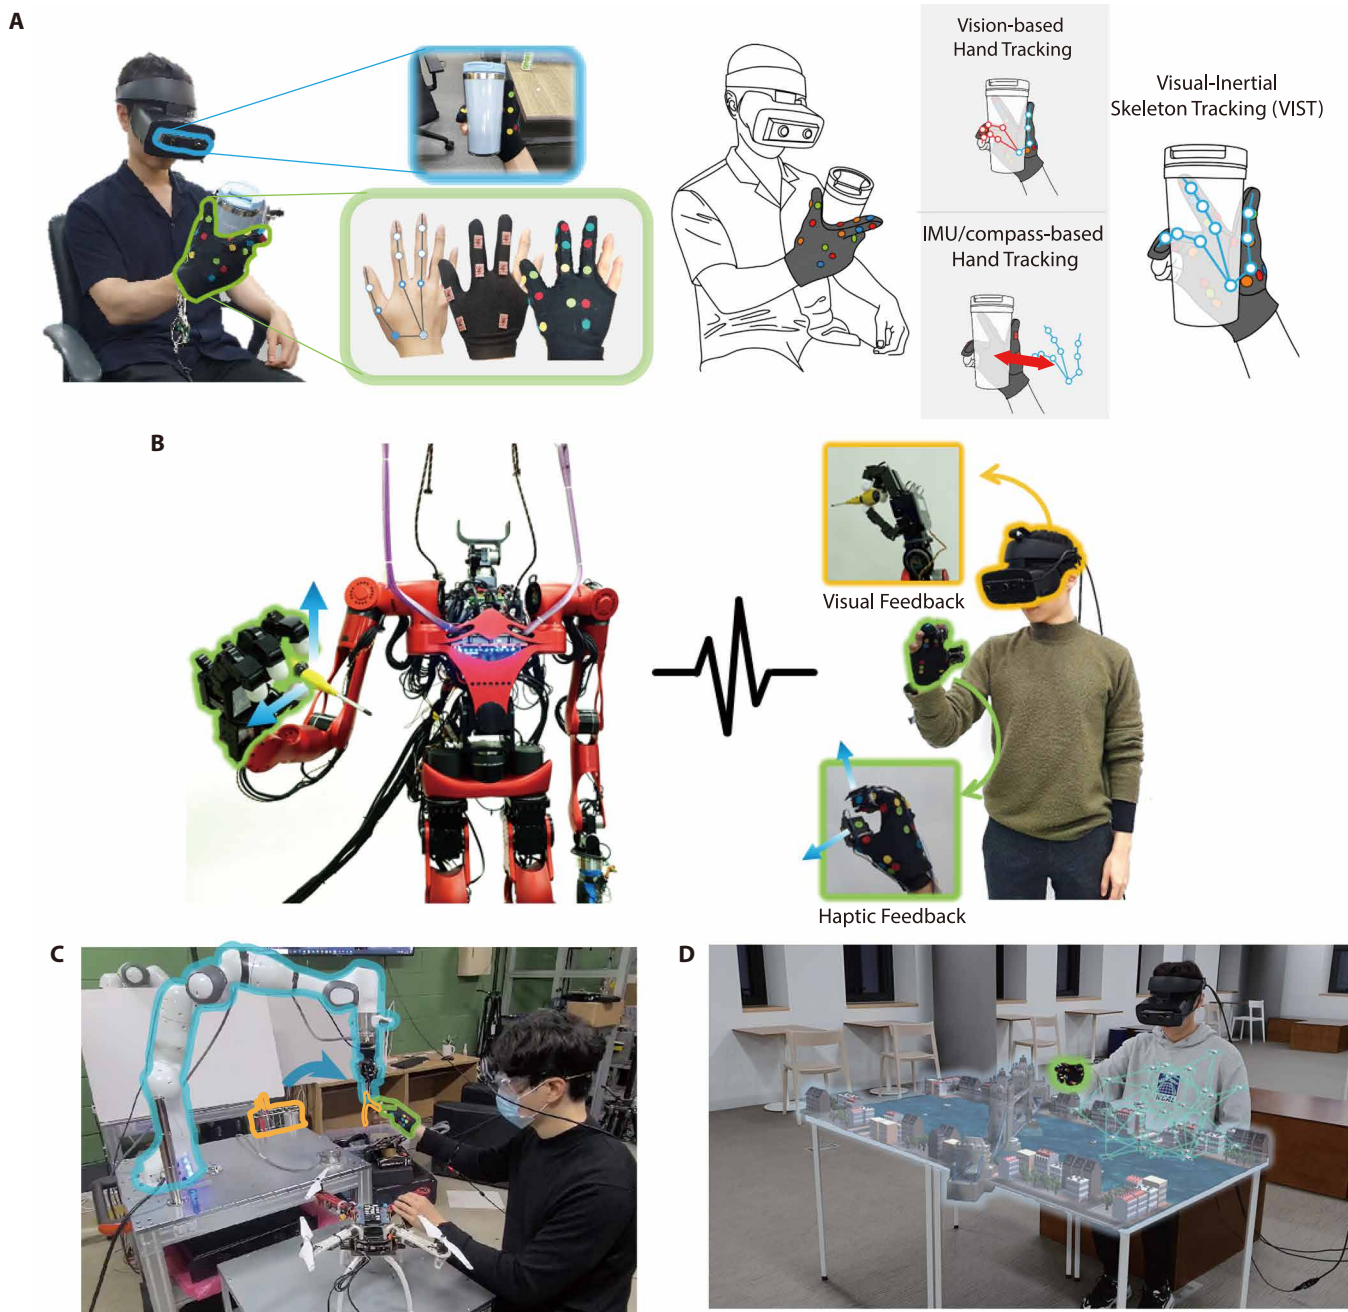 A
Vision-based
Hand Tracking
Visual-Inertial
Skeleton Tracking (VIST)
IMU/compass-based
Hand Tracking
B
Visual Feedback
Haptic Feedback
C
D